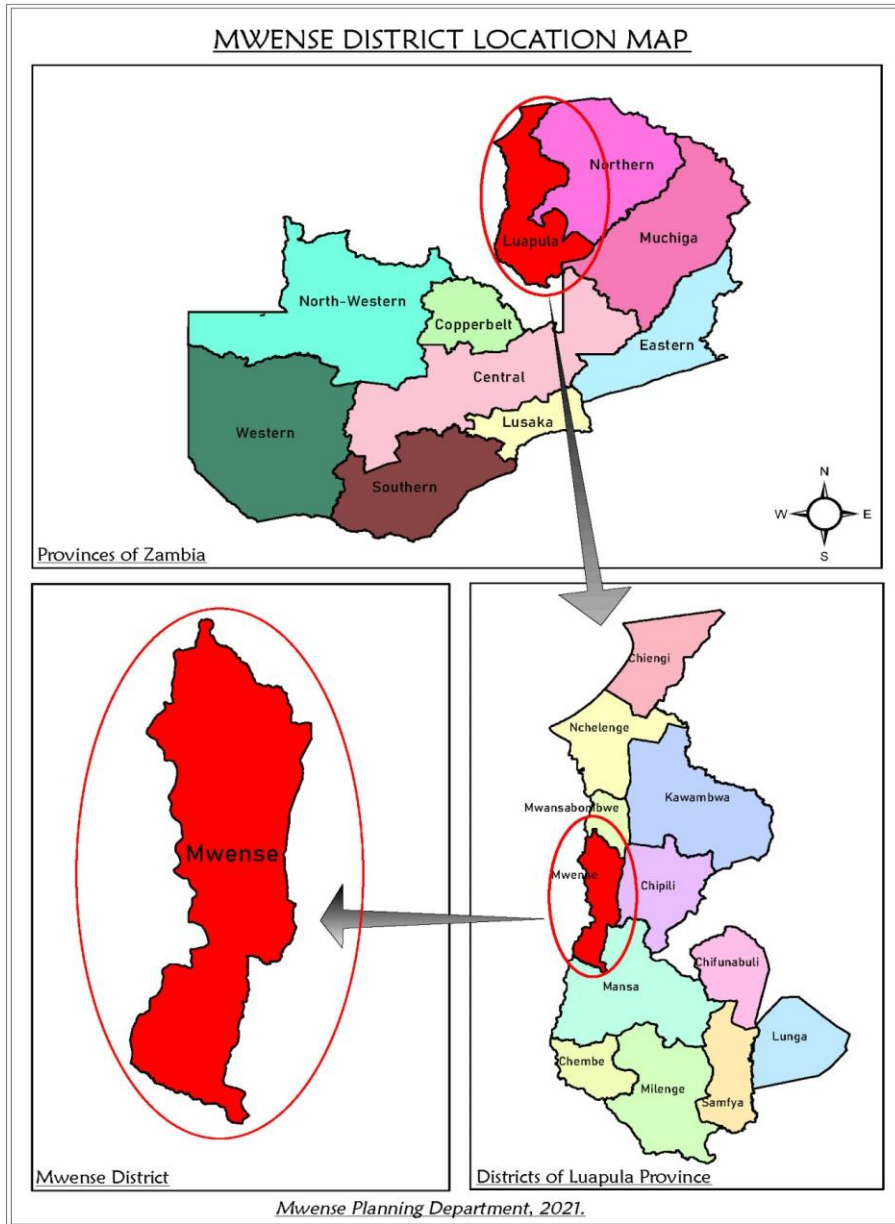 MWENSE DISTRICT LOCATION MAP
Northern
Luapula
Muchiga
North-Western
Copperbelt
Eastern
Central
Lusaka
Western
Southern
N
W E
S
Provinces of Zambia
Mwense
Mwense District
Chiengi
Nchelenge
Kawambwa
Mwansabombwe
Mwense
Chipili
Chifunabuli
Mansa
Lunga
Chembe
Milenge
Samfya
Districts of Luapula Province
Mwense Planning Department, 2021.